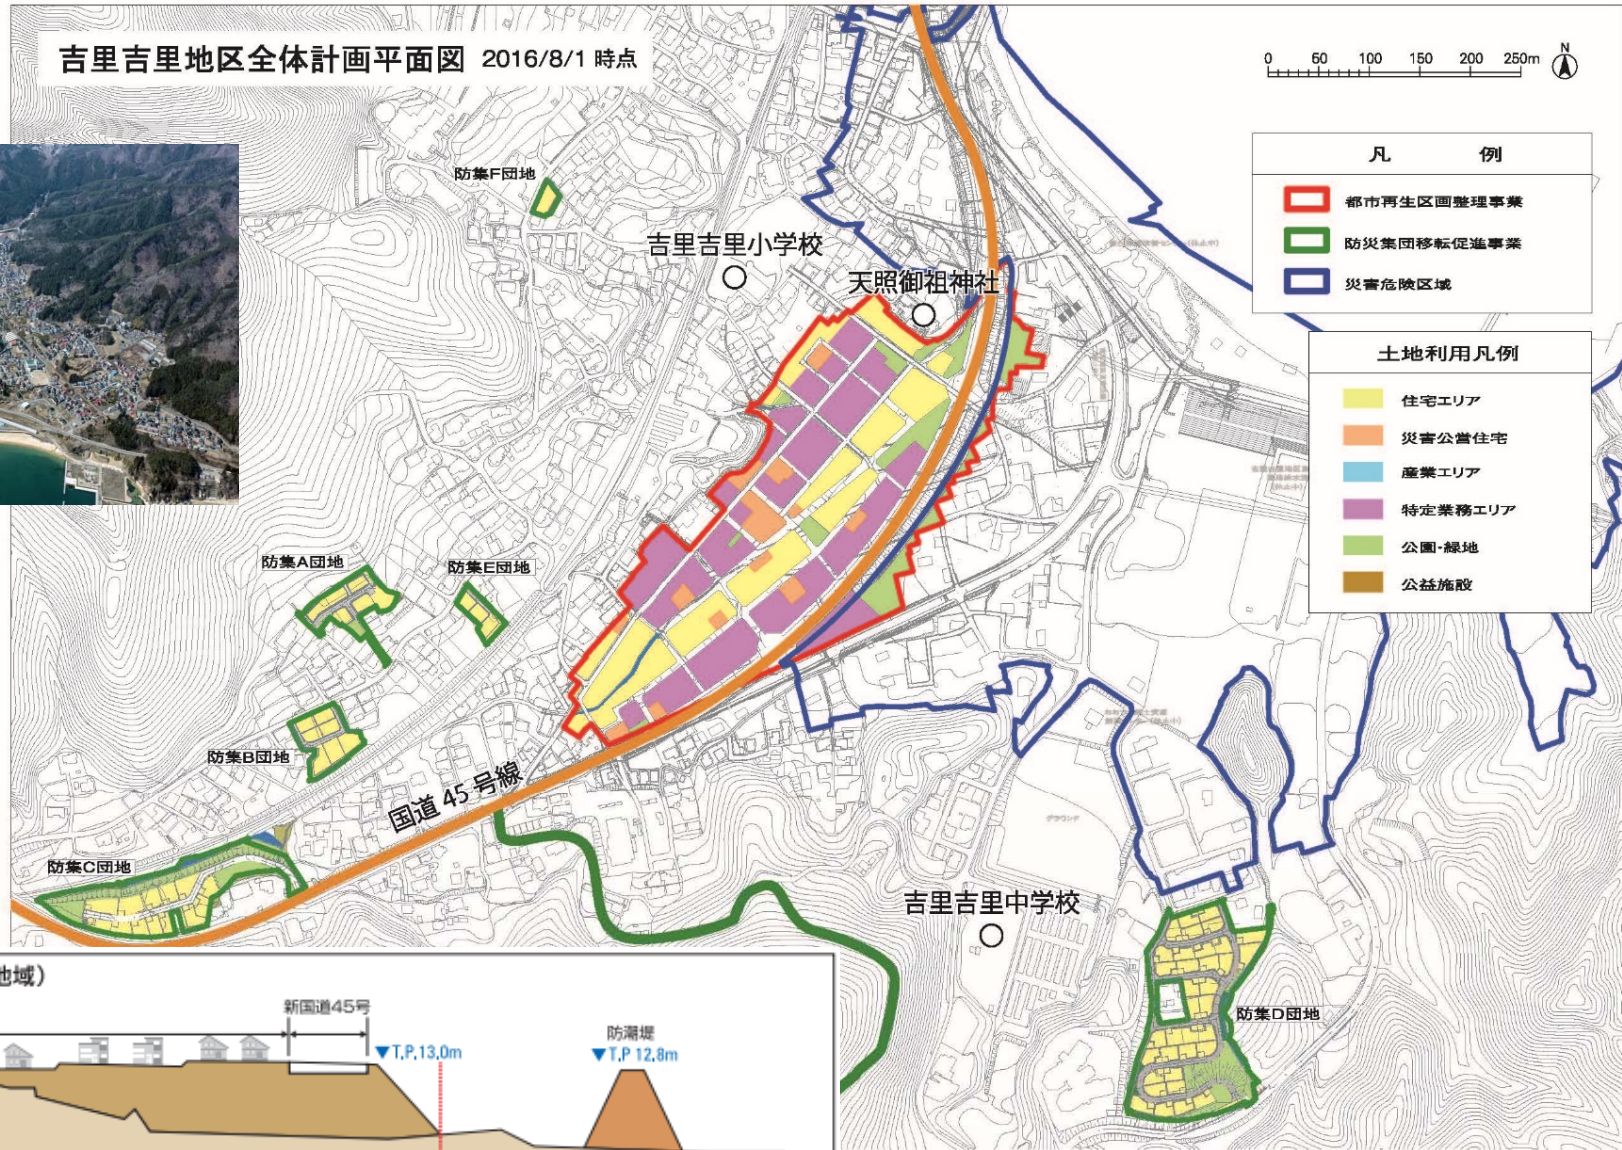 吉里吉里地区全体計画平面図 2016/8/1 時点
0 50 100 150 200 250m
N
凡 例
都市再生区画整理事業
防災集団移転促進事業
災害危険区域
土地利用凡例
住宅エリア
災害公営住宅
産業エリア
特定業務エリア
公園・緑地
公益施設
防集F団地
吉里吉里小学校
天照御祖神社
防集A団地
防集E団地
防集B団地
国道 45 号線
防集C団地
グラウンド
吉里吉里中学校
防集D団地
地域)
新国道45号
▼T.P.13.0m
防潮堤
▼T.P 12.8m